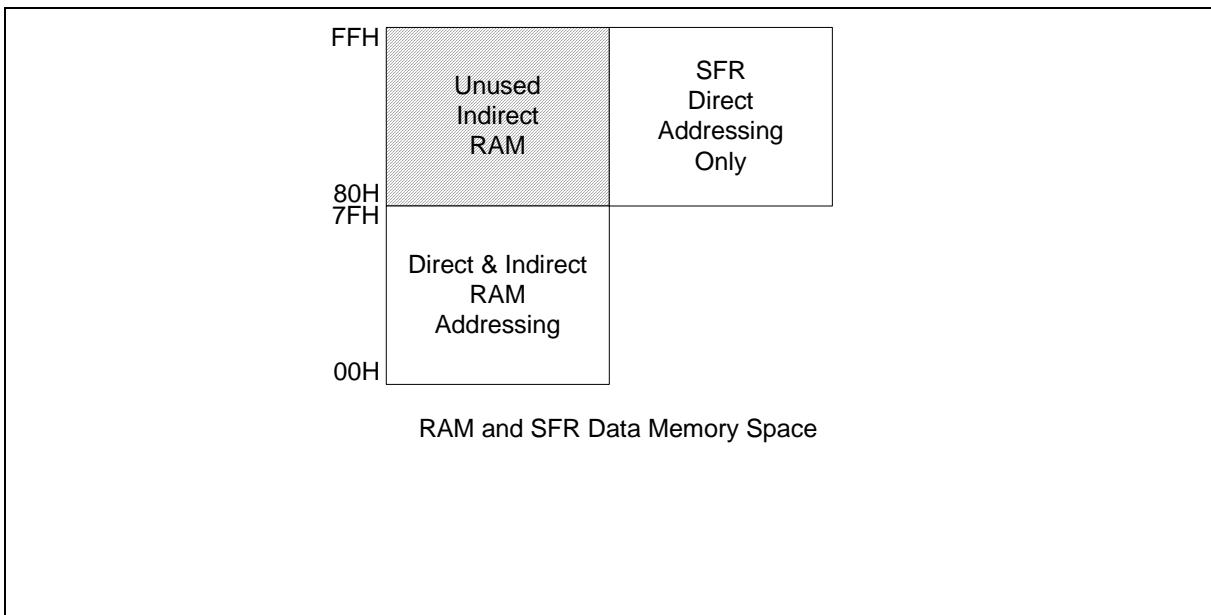 FFH
Unused
Indirect
RAM
SFR
Direct
Addressing
Only
80H
7FH
Direct & Indirect
RAM
Addressing
00H
RAM and SFR Data Memory Space